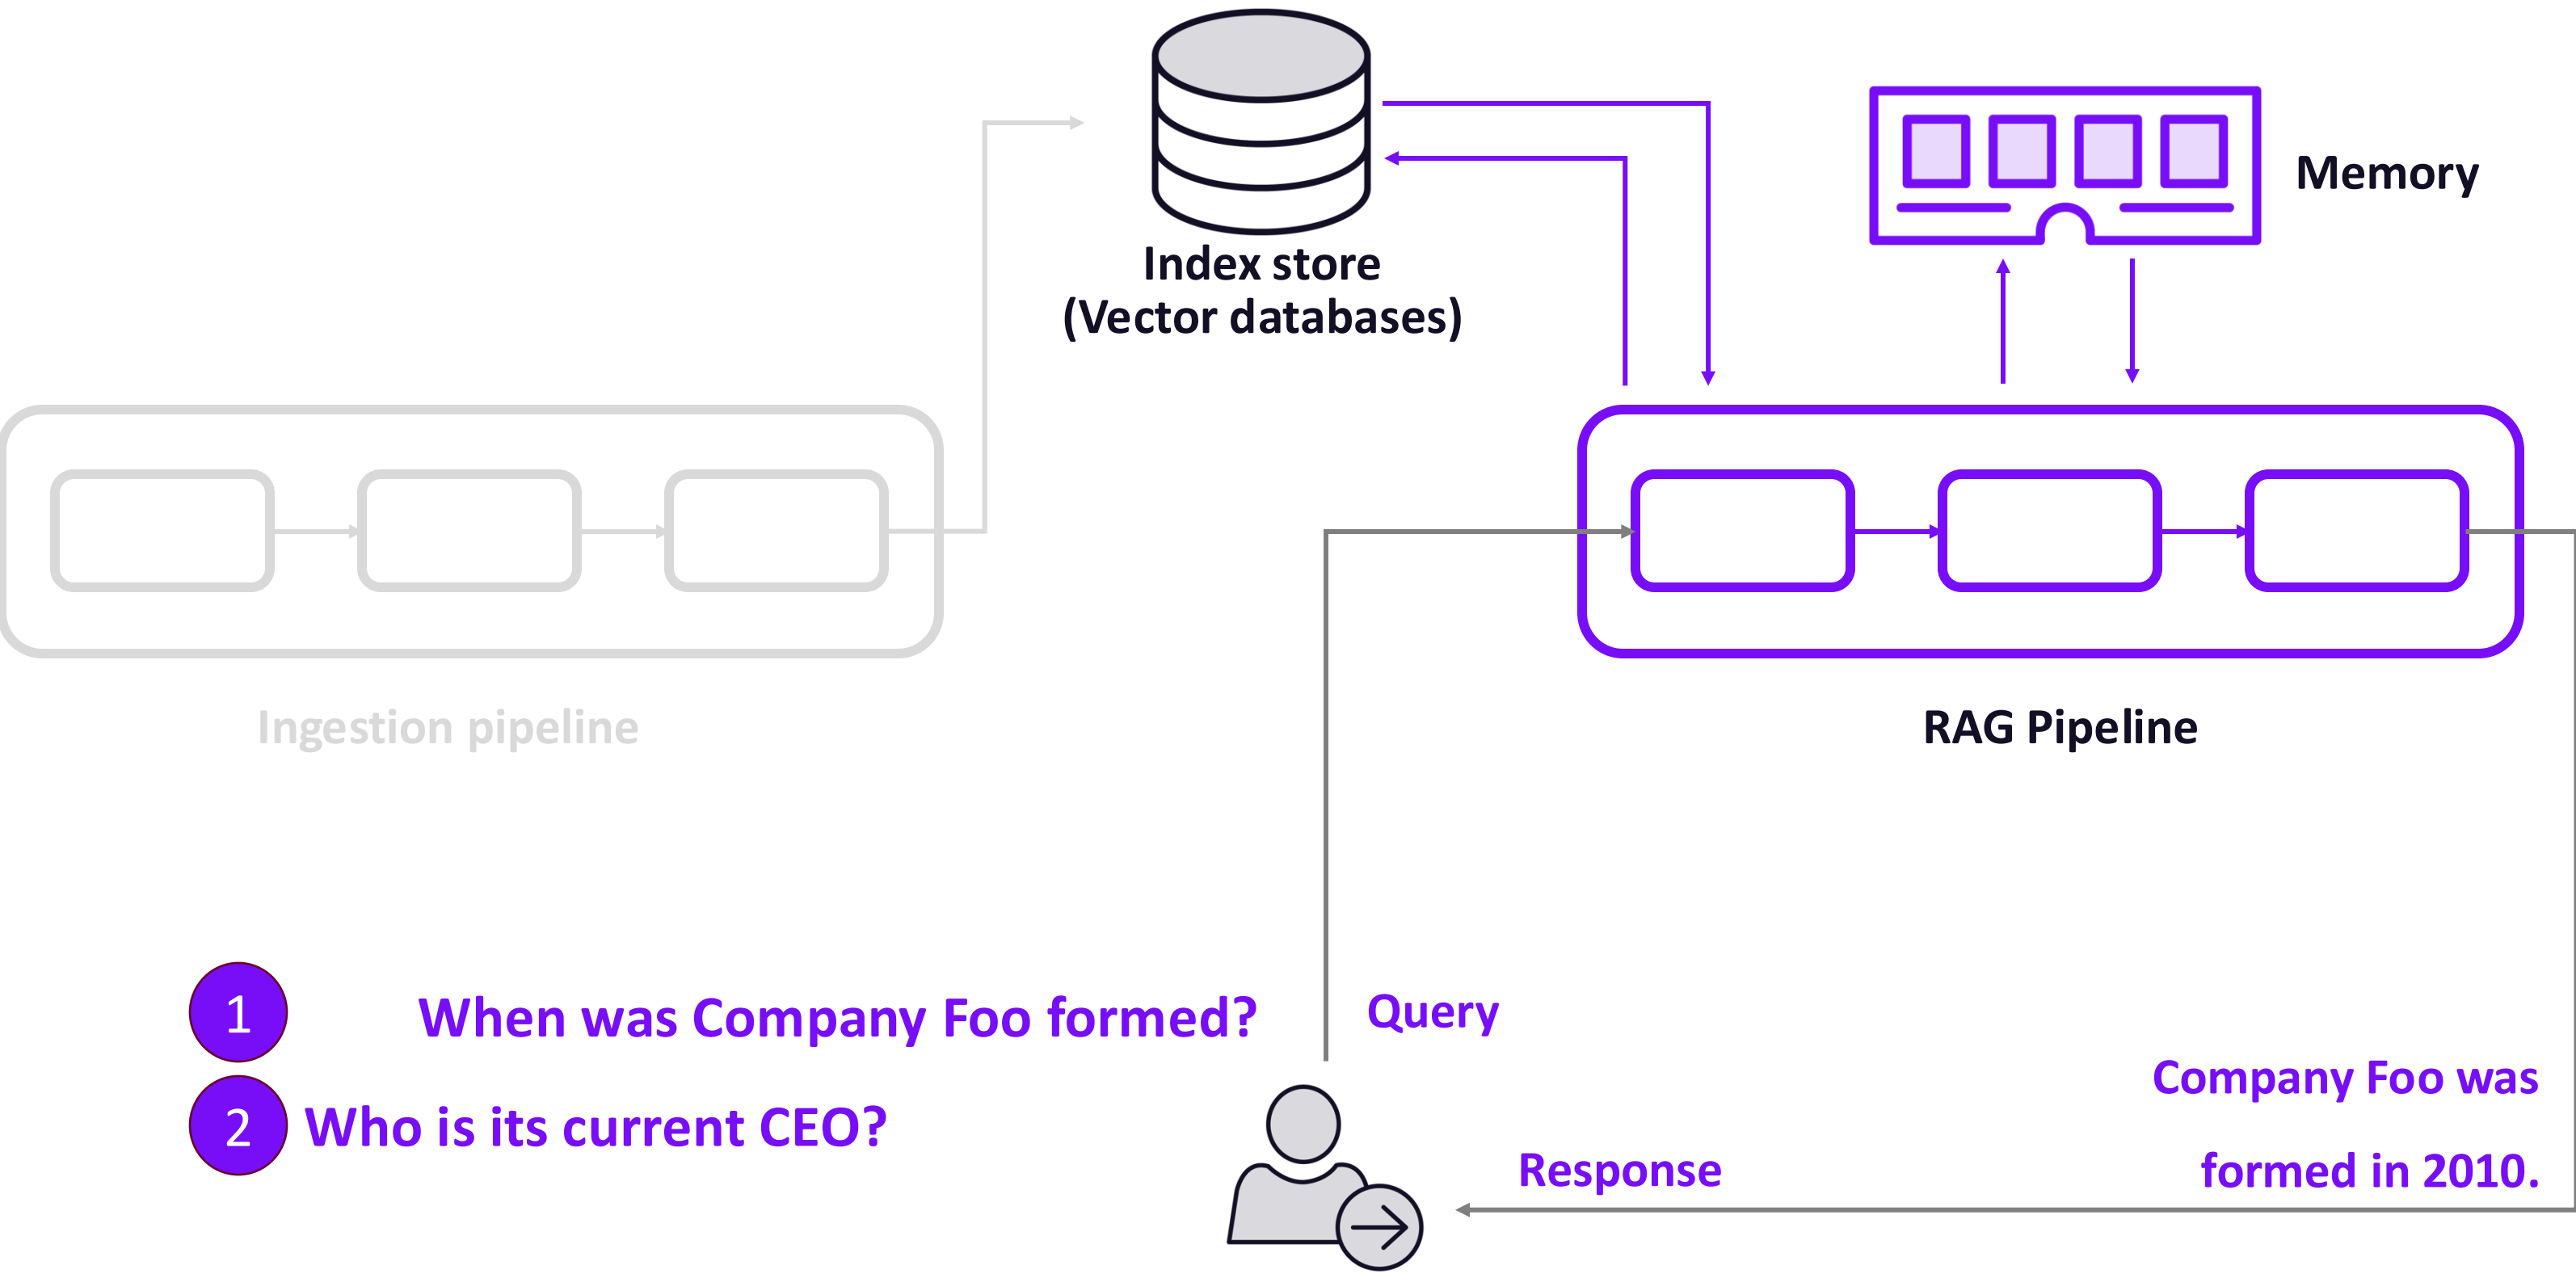 Index store
(Vector databases)
Memory
Ingestion pipeline
RAG Pipeline
1
When was Company Foo formed?
2
Who is its current CEO?
Query
Response
Company Foo was
formed in 2010.